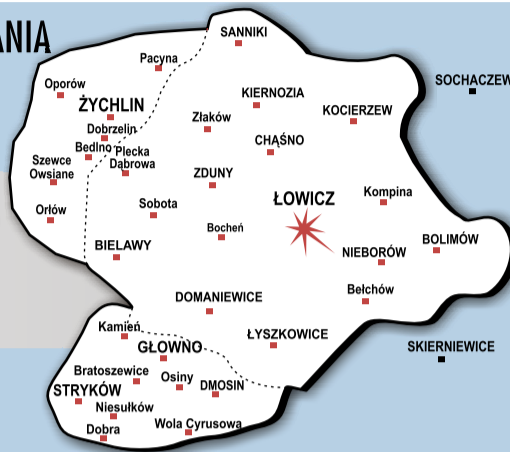 ANIA
SANNIKI
Pacyna
SOCHACZEW
Oporów
ŻYCHLIN
KIERNOZIA
KOCIERZEW
Złaków
Dobrzelin
CHĄŚNO
Bedlno
Plecka
Dąbrowa
Szewce
Owsiane
ZDUNY
ŁOWICZ
Kompina
Sobota
Orłów
Bocheń
BOLIMÓW
BIELAWY
NIEBORÓW
Bełchów
DOMANIEWICE
Kamień
ŁYSZKOWICE
GŁOWNO
SKIERNIEWICE
Bratoszewice
Osiny
DMOSIN
STRYKÓW
Niesułków
Wola Cyrusowa
Dobra